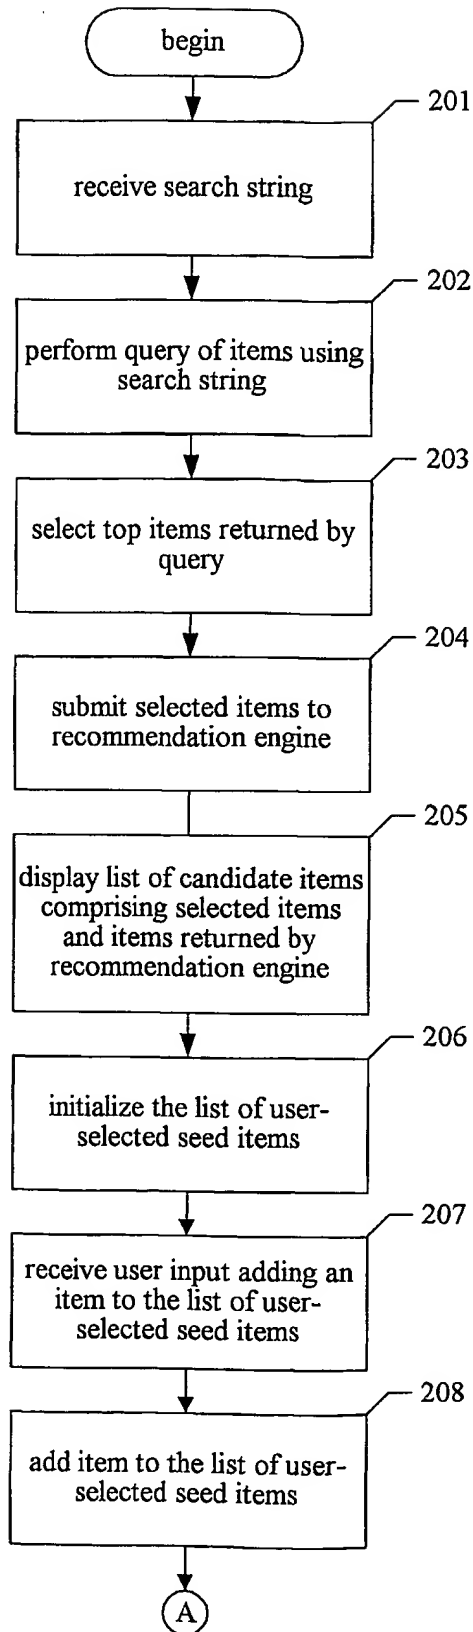 begin
201
receive search string
202
perform query of items using
search string
203
select top items returned by
query
204
submit selected items to
recommendation engine
205
display list of candidate items
comprising selected items
and items returned by
recommendation engine
206
initialize the list of user-
selected seed items
207
receive user input adding an
item to the list of user-
selected seed items
208
add item to the list of user-
selected seed items
A